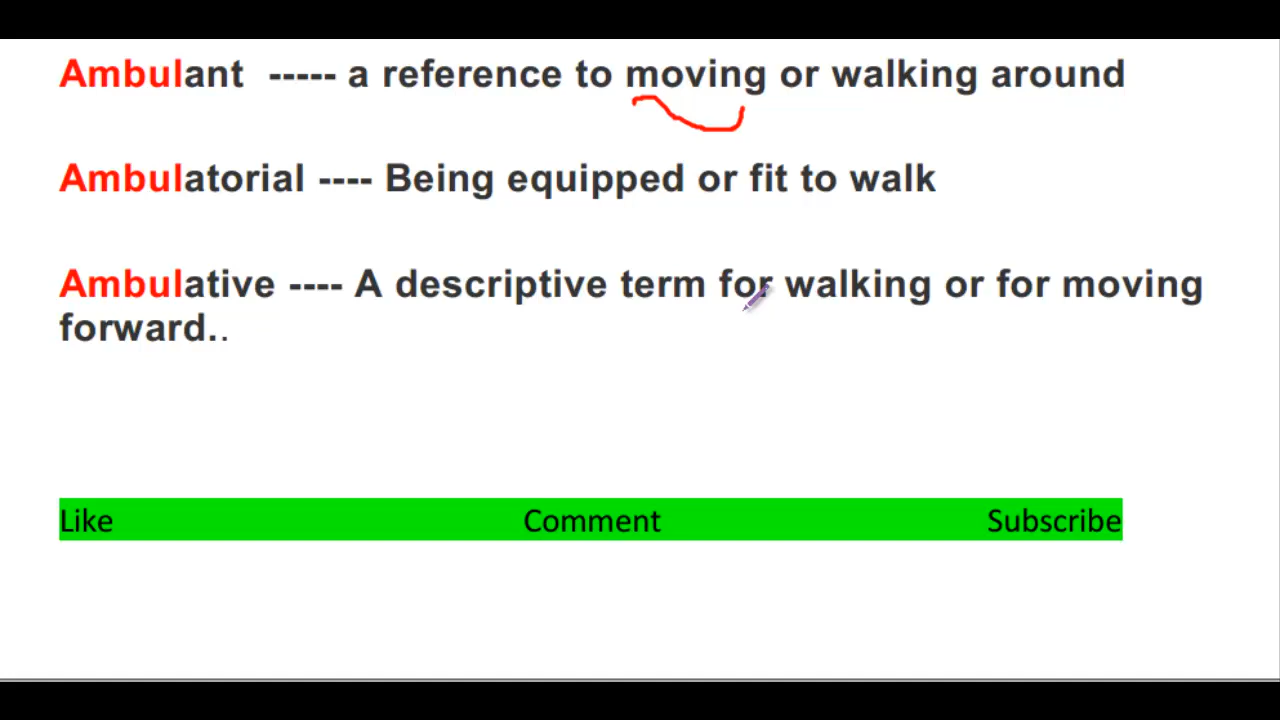 Ambulant ----- a reference to moving or walking around
Ambulatorial ---- Being equipped or fit to walk
Ambulative ---- A descriptive term for walking or for moving
forward..
Like Comment Subscribe